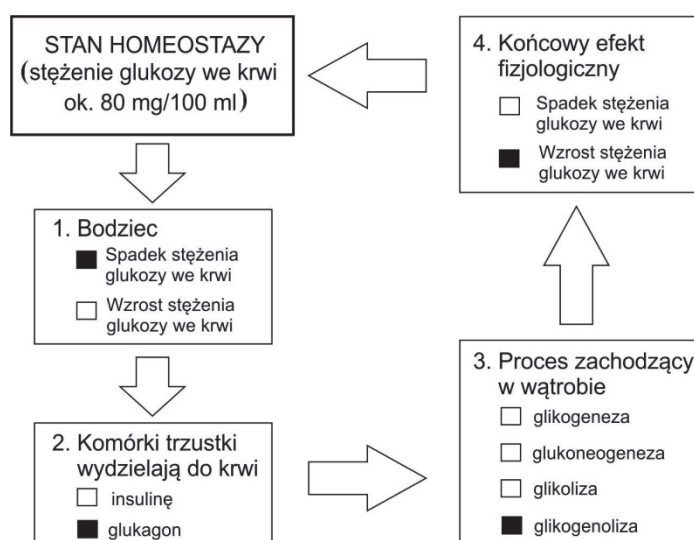 STAN HOMEOSTAZY
(stężenie glukozy we krwi
ok. 80 mg/100 ml)
1. Bodziec
Spadek stężenia
glukozy we krwi
Wzrost stężenia
glukozy we krwi
2. Komórki trzustki
wydzielają do krwi
insulinę
glukagon
3. Proces zachodzący
w wątrobie
glikogeneza
glukoneogeneza
glikoliza
glikogenoliza
4. Końcowy efekt
fizjologiczny
Spadek stężenia
glukozy we krwi
Wzrost stężenia
glukozy we krwi